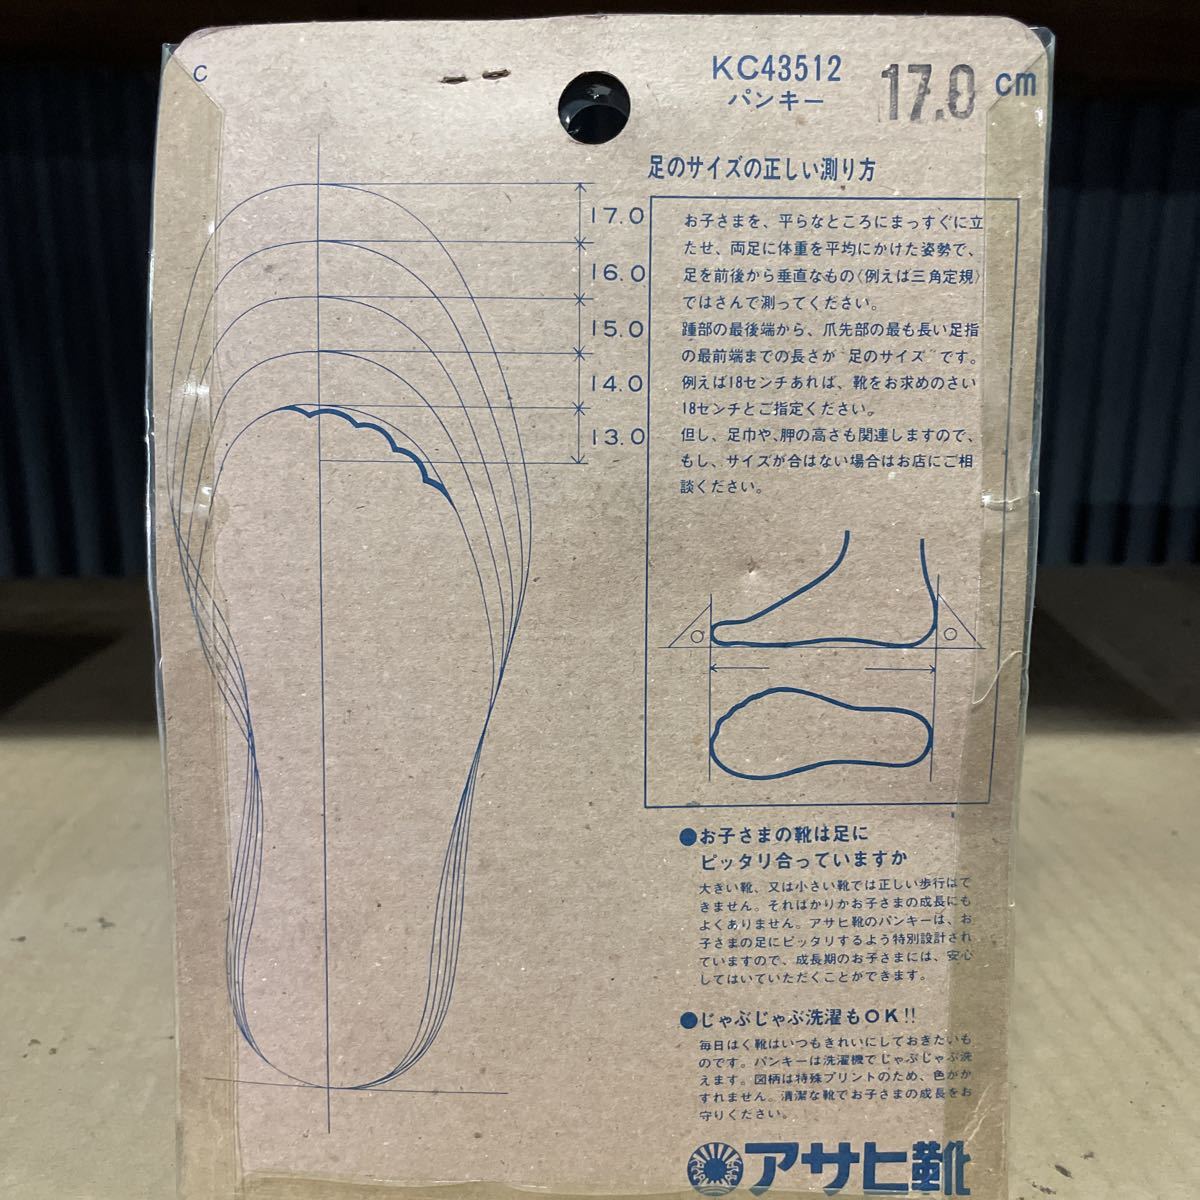 C
KC43512
パンキー
17.0 cm
足のサイズの正しい測り方
17.0
16.0
15.0
14.0
13.0
お子さまを、平らなところにまっすぐに立
たせ、両足に体重を平均にかけた姿勢で、
足を前後から垂直なもの〈例えは三角定規〉
ではさんで測ってください。
踵部の最後端から、爪先部の最も長い足指
の最前端までの長さが〝足のサイズ〟です。
例えば18センチあれば、靴をお求めのさい
18センチとご指定ください。
但し、足巾や、胛の高さも関連しますので、
もし、サイズが合はない場合はお店にご相
談ください。
●お子さまの靴は足に
ピッタリ合っていますか
大きい靴、又は小さい靴では正しい歩行はで
きません。それはかりかお子さまの成長にも
よくありません。アサヒ靴のパンキーは、お
子さまの足にピッタリするよう特別設計され
ていますので、成長期のお子さまには、安心
してはいていただくことができます。
●じゃぶじゃぶ洗濯もOK!!
毎日はく靴はいつもきれいにしておきたいも
のです。パンキーは洗濯機でじゃぶじゃぶ洗
えます。図柄は特殊プリントのため、色がか
すれません。清潔な靴でお子さまの成長をお
守りください。
アサヒ靴